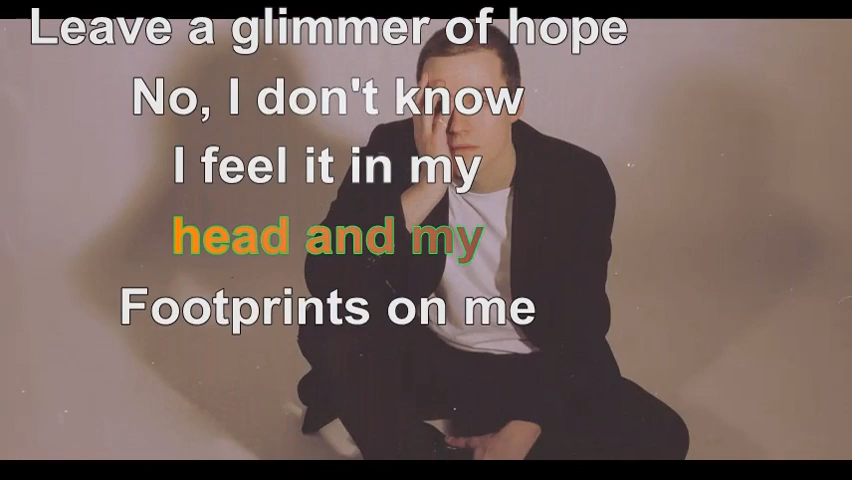 Leave a glimmer of hope
No, I don't know
I feel it in my
head and my
Footprints on me